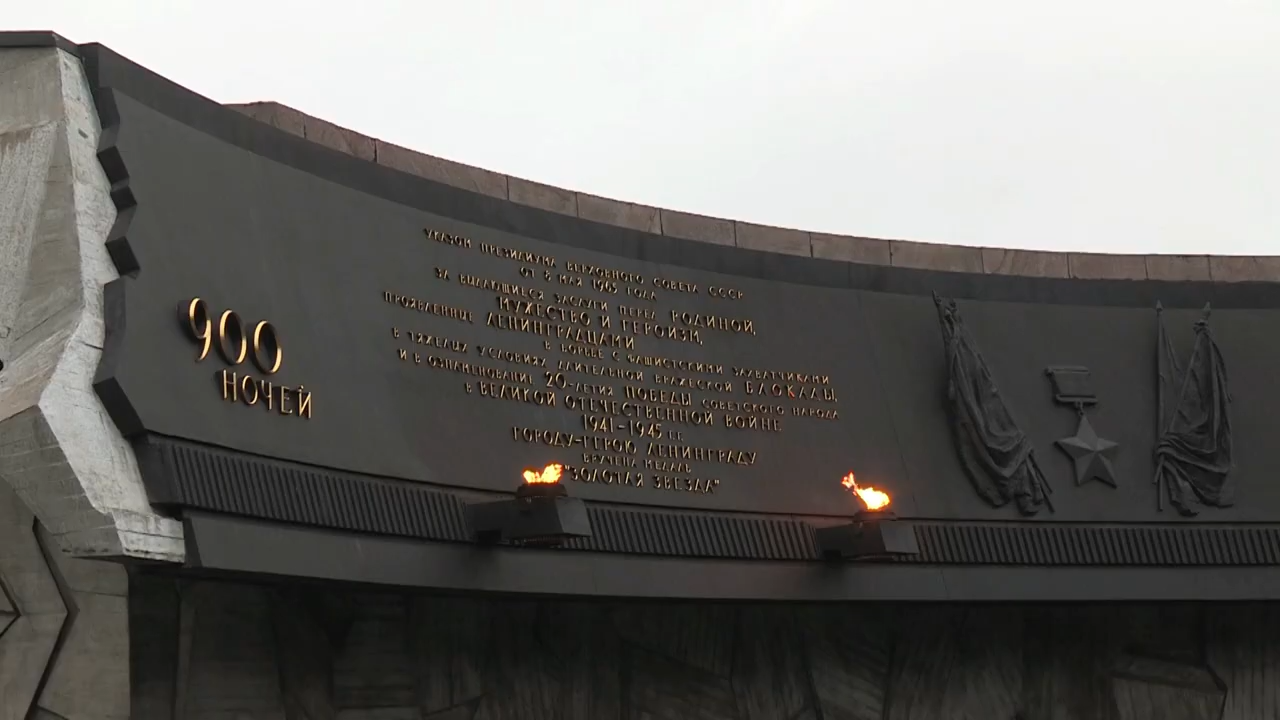 900
НОЧЕЙ
УКАЗОМ ПРЕЗИДИУМА ВЕРХОВНОГО СОВЕТА СССР
ОТ 8 МАЯ 1965 ГОДА
ЗА ВЫДАЮЩИЕСЯ ЗАСЛУГИ ПЕРЕД РОДИНОЙ,
МУЖЕСТВО И ГЕРОИЗМ,
ПРОЯВЛЕННЫЕ ЛЕНИНГРАДЦАМИ
В БОРЬБЕ С ФАШИСТСКИМИ ЗАХВАТЧИКАМИ
В ТЯЖЕЛЫХ УСЛОВИЯХ ДЛИТЕЛЬНОЙ ВРАЖЕСКОЙ БЛОКАДЫ,
И В ОЗНАМЕНОВАНИЕ 20-ЛЕТИЯ ПОБЕДЫ СОВЕТСКОГО НАРОДА
В ВЕЛИКОЙ ОТЕЧЕСТВЕННОЙ ВОЙНЕ
1941-1945 Г.Г.
ГОРОДУ-ГЕРОЮ ЛЕНИНГРАДУ
ВРУЧЕНА МЕДАЛЬ
"ЗОЛОТАЯ ЗВЕЗДА"